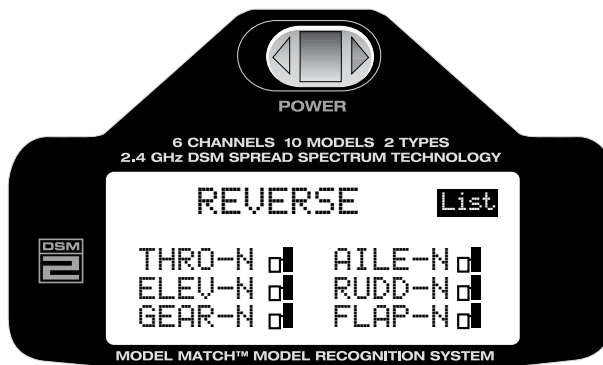 POWER
6 CHANNELS 10 MODELS 2 TYPES
2.4 GHz DSM SPREAD SPECTRUM TECHNOLOGY
REVERSE List
DSM
2
THRO-N AILE-N
ELEV-N RUDD-N
GEAR-N FLAP-N
MODEL MATCH™ MODEL RECOGNITION SYSTEM